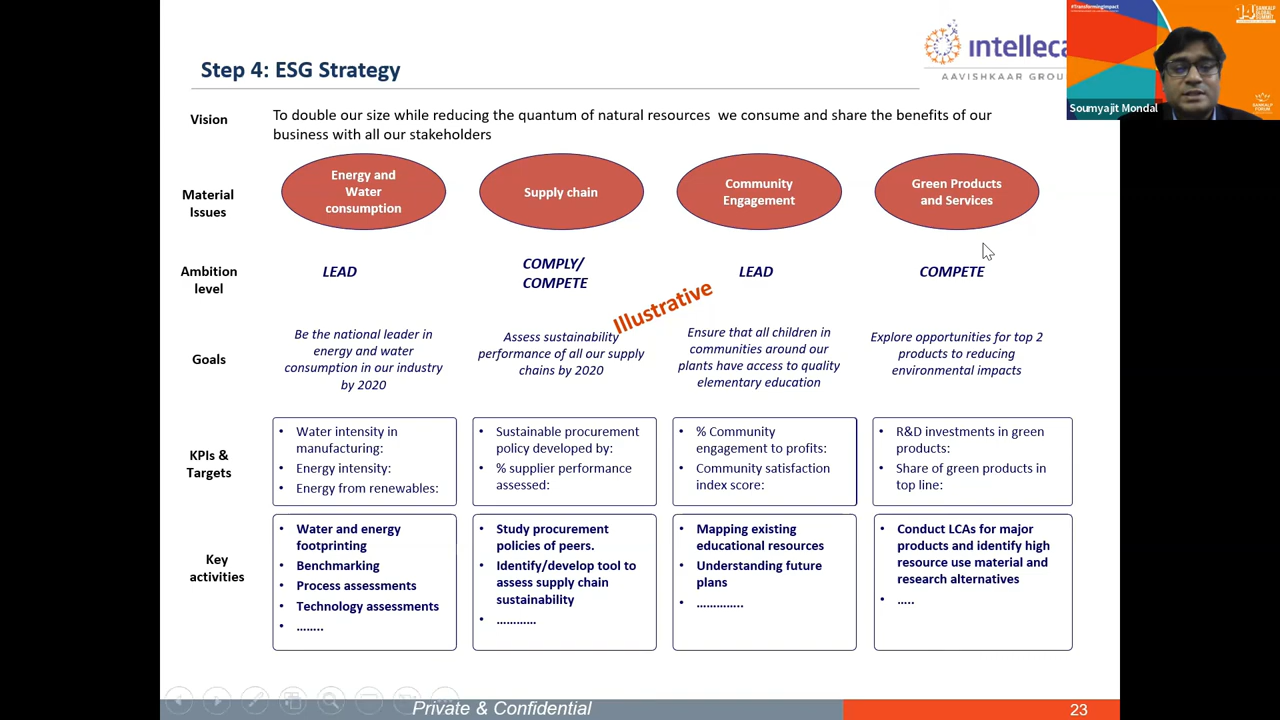 #TransformingImpact
SANKALP
GLOBAL
SUMMIT
intelleca
AAVISHKAAR GROU
Soumyajit Mondal
SANKALP
FORUM
Step 4: ESG Strategy
Vision
To double our size while reducing the quantum of natural resources we consume and share the benefits of our
business with all our stakeholders
Material
Issues
Energy and
Water
consumption
Supply chain
Community
Engagement
Green Products
and Services
Ambition
level
LEAD
COMPLY/
COMPETE
LEAD
COMPETE
Illustrative
Goals
Be the national leader in
energy and water
consumption in our industry
by 2020
Assess sustainability
performance of all our supply
chains by 2020
Ensure that all children in
communities around our
plants have access to quality
elementary education
Explore opportunities for top 2
products to reducing
environmental impacts
KPIs &
Targets
• Water intensity in
manufacturing:
• Energy intensity:
• Energy from renewables:
• Sustainable procurement
policy developed by:
• % supplier performance
assessed:
• % Community
engagement to profits:
• Community satisfaction
index score:
• R&D investments in green
products:
• Share of green products in
top line:
Key
activities
• Water and energy
footprinting
• Benchmarking
• Process assessments
• Technology assessments
• ........
• Study procurement
policies of peers.
• Identify/develop tool to
assess supply chain
sustainability
• ............
• Mapping existing
educational resources
• Understanding future
plans
• ..............
• Conduct LCAs for major
products and identify high
resource use material and
research alternatives
• .....
Private & Confidential
23